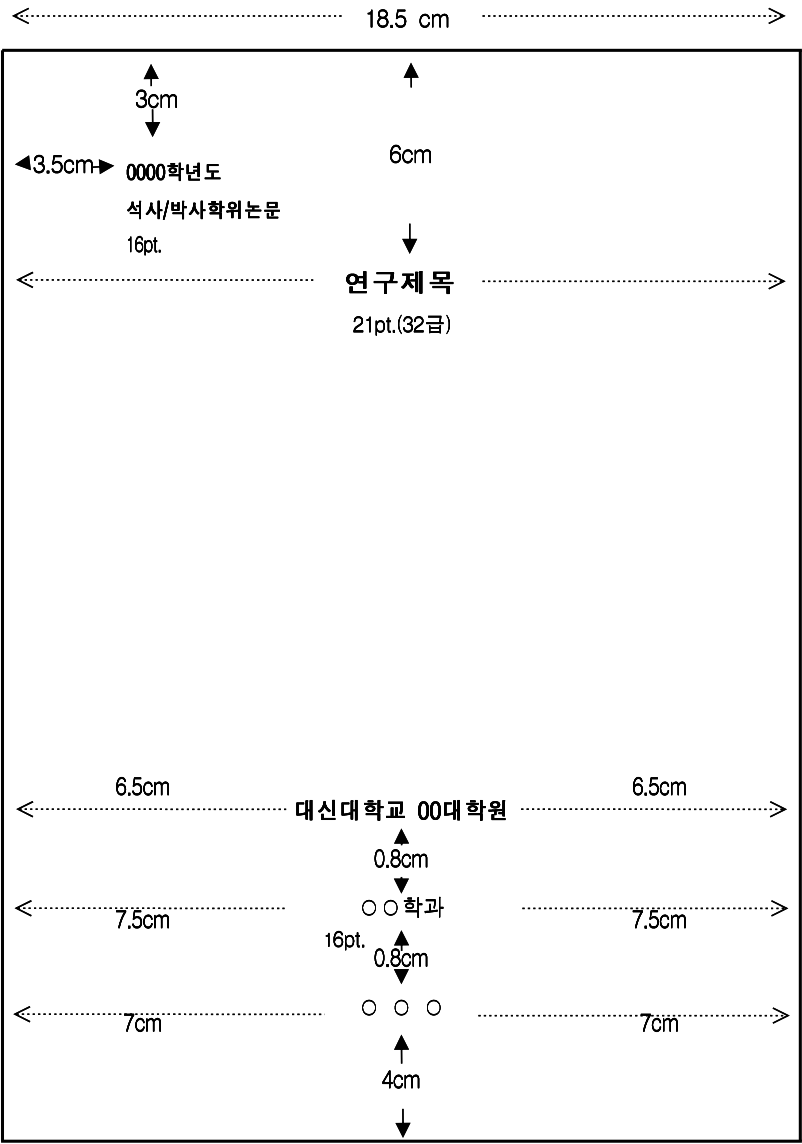 18.5 cm
3cm
6cm
3.5cm
0000학년도
석사/박사학위논문
16pt.
연구제목
21pt.(32급)
6.5cm 6.5cm
대신대학교 00대학원
0.8cm
○○학과
7.5cm 7.5cm
16pt.
0.8cm
○ ○ ○
7cm 7cm
4cm